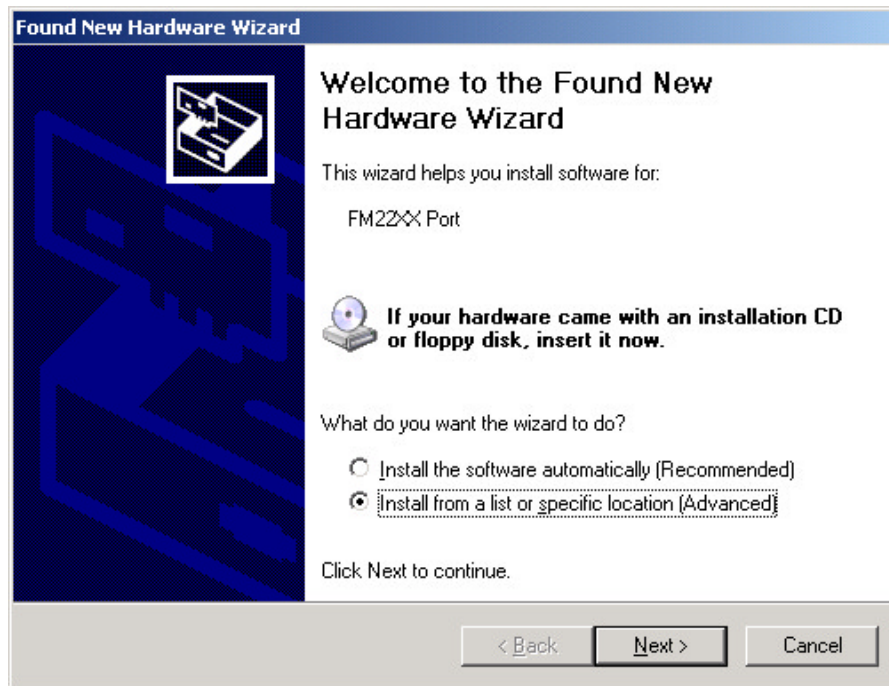 Found New Hardware Wizard
Welcome to the Found New
Hardware Wizard
This wizard helps you install software for:
FM22XX Port
If your hardware came with an installation CD
or floppy disk, insert it now.
What do you want the wizard to do?
Install the software automatically (Recommended)
Install from a list or specific location (Advanced)
Click Next to continue.
< Back
Next >
Cancel